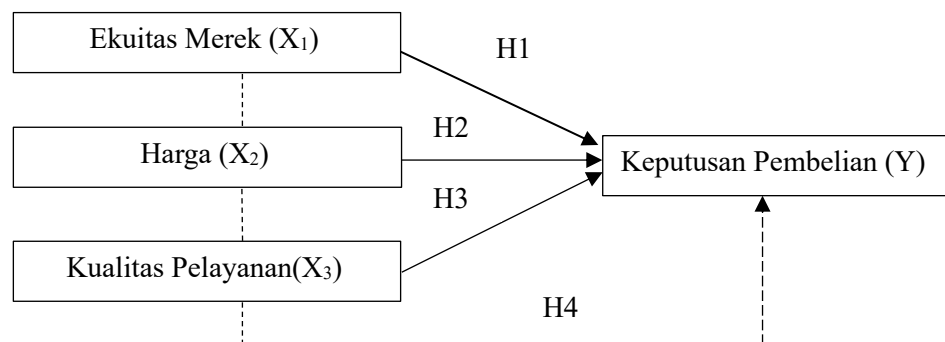 Ekuitas Merek (X₁)
H1
H2
Harga (X₂)
Keputusan Pembelian (Y)
H3
Kualitas Pelayanan(X₃)
H4